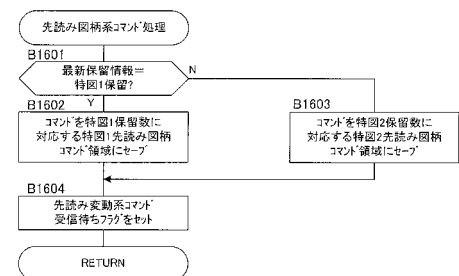 先読み図柄系コマンド処理
B1601
最新保留情報＝
特図1保留?
N
Y
B1602
コマンドを特図1保留数に
対応する特図1先読み図柄
コマンド領域にセーブ
B1603
コマンドを特図2保留数に
対応する特図2先読み図柄
コマンド領域にセーブ
B1604
先読み変動系コマンド
受信待ちフラグをセット
RETURN